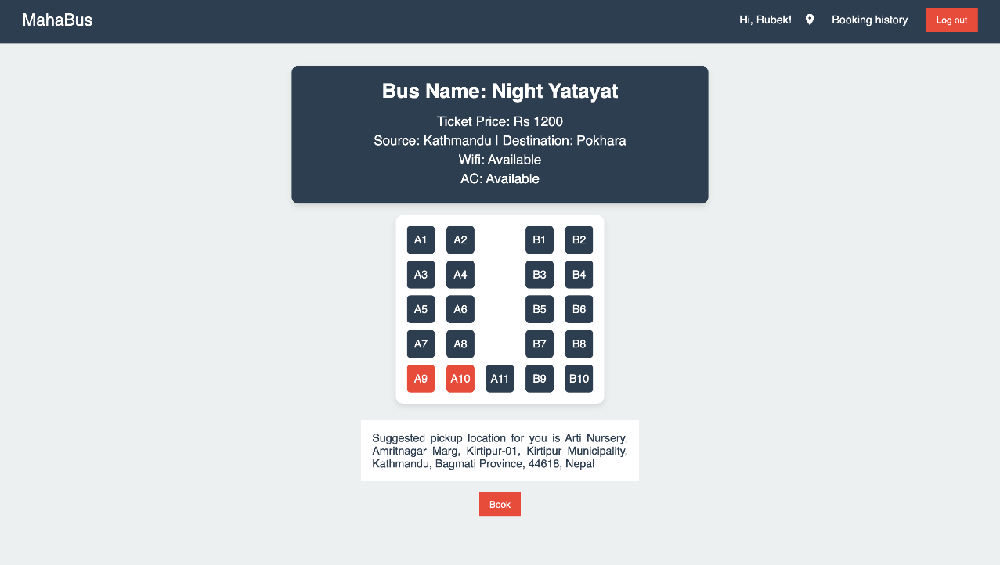 MahaBus
Hi, Rubek! Booking history Log out
Bus Name: Night Yatayat
Ticket Price: Rs 1200
Source: Kathmandu | Destination: Pokhara
Wifi: Available
AC: Available
A1 A2 B1 B2
A3 A4 B3 B4
A5 A6 B5 B6
A7 A8 B7 B8
A9 A10 A11 B9 B10
Suggested pickup location for you is Arti Nursery,
Amritnagar Marg, Kirtipur-01, Kirtipur Municipality,
Kathmandu, Bagmati Province, 44618, Nepal
Book